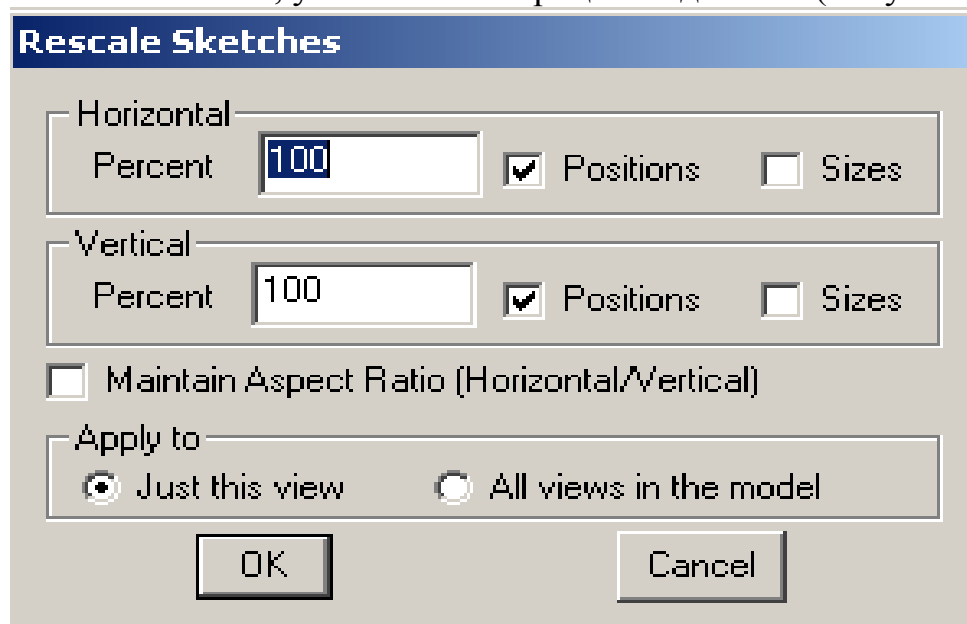 Rescale Sketches
Horizontal
Percent 100 Positions Sizes
Vertical
Percent 100 Positions Sizes
Maintain Aspect Ratio (Horizontal/Vertical)
Apply to
Just this view All views in the model
OK Cancel